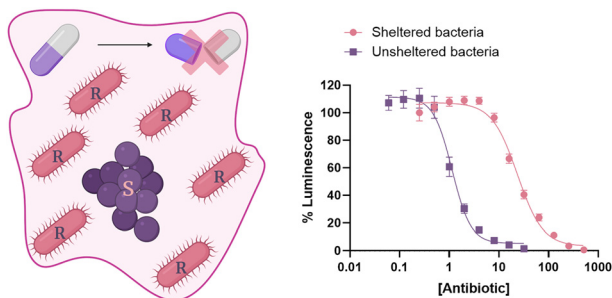 R
R
R
R
S
R
R
Sheltered bacteria
Unsheltered bacteria
% Luminescence
120
100
80
60
40
20
0
0.01 0.1 1 10 100 1000
[Antibiotic]